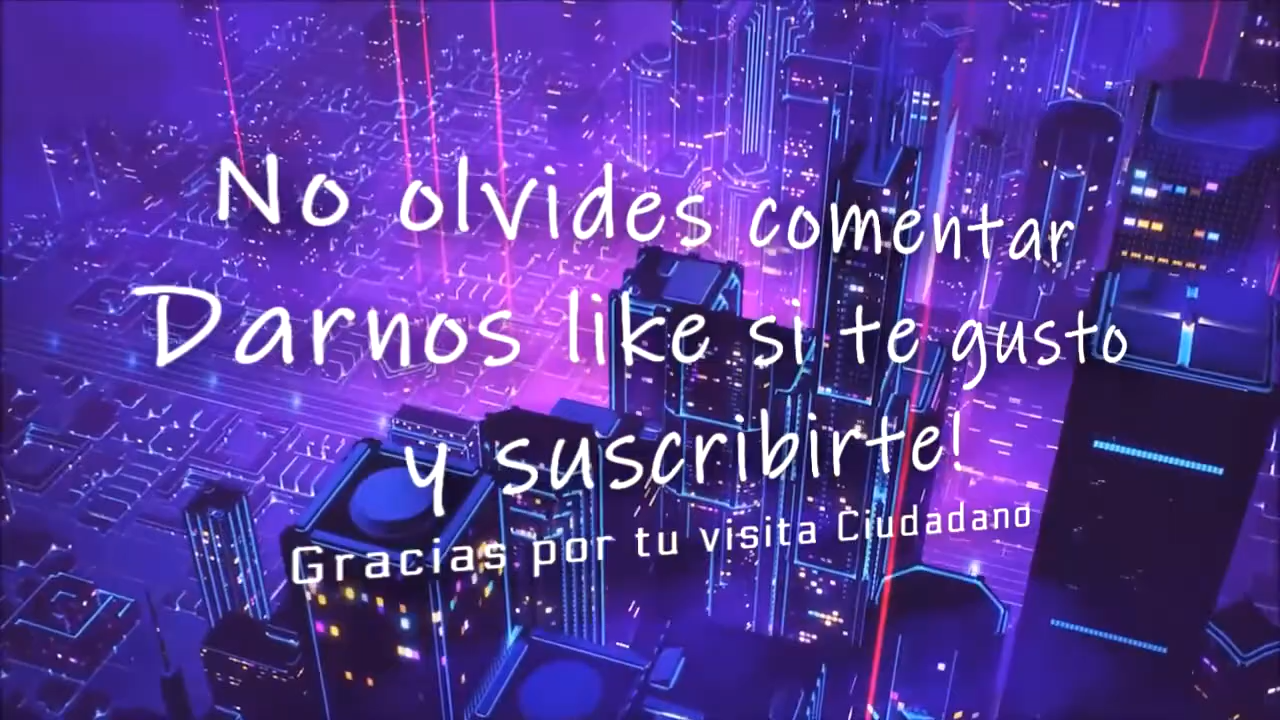 No olvides comentar
Darnos like si te gusto
y suscribirte!
Gracias por tu visita Ciudadano